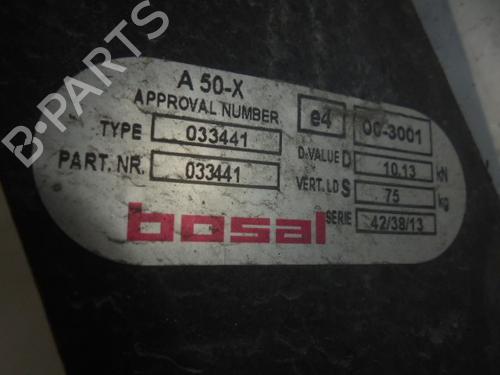 A 50-X
APPROVAL NUMBER e4 00-3001
TYPE 033441 D-VALUE D 10,13 kN
PART. NR. 033441 VERT. LD S 75 kg
bosal SERIE 42/38/13
B-PARTS